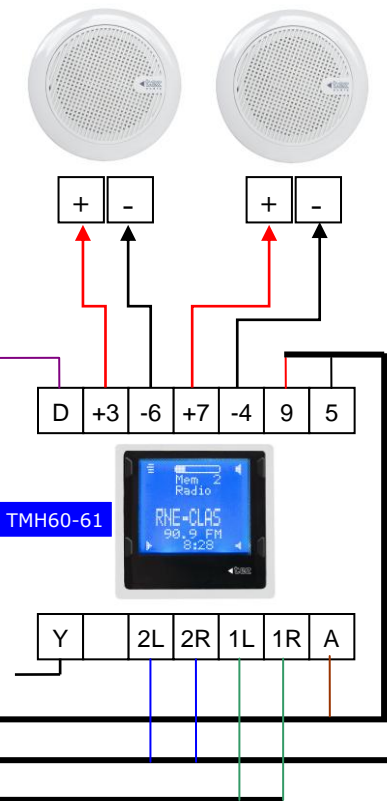 + - + -
D +3 -6 +7 -4 9 5
Mem 2
Radio
RNE-CLAS
90.9 FM
8:28
TMH60-61
Y 2L 2R 1L 1R A